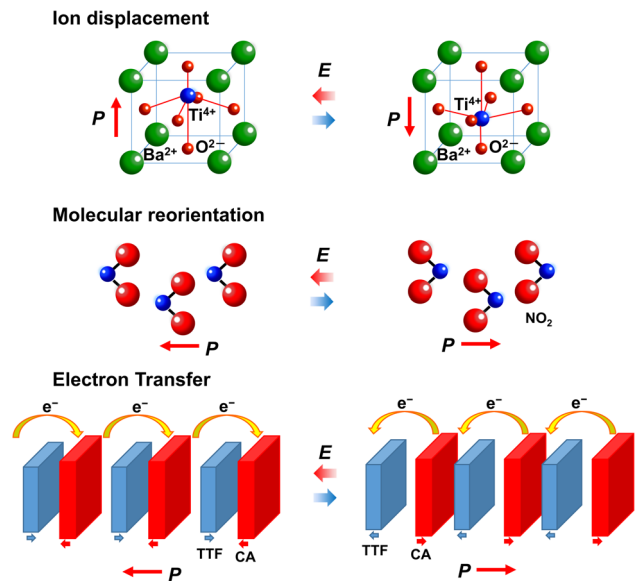 Ion displacement
E
P
Ti⁴⁺
Ba²⁺
O²⁻
P
Ti⁴⁺
Ba²⁺
O²⁻
Molecular reorientation
E
NO₂
P
P
Electron Transfer
e⁻ e⁻ e⁻
e⁻ e⁻ e⁻
E
TTF CA
TTF CA
P
P